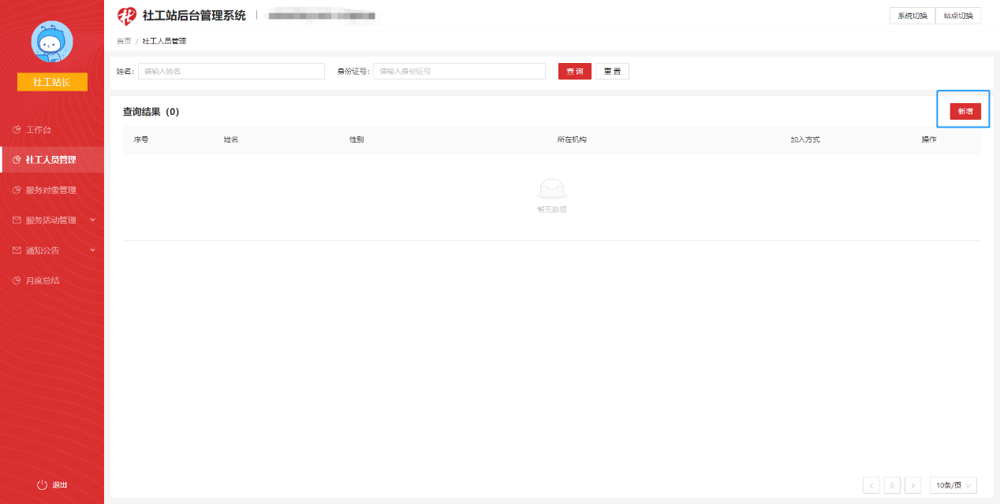 社工站后台管理系统
系统切换 站点切换
首页 / 社工人员管理
社工站长
工作台
社工人员管理
服务对象管理
服务活动管理
通知公告
月度总结
退出
姓名: 请输入姓名 身份证号: 请输入身份证号 查 询 重 置
查询结果（0）
新增
序号 姓名 性别 所在机构 加入方式 操作
暂无数据
< 0 > 10条/页